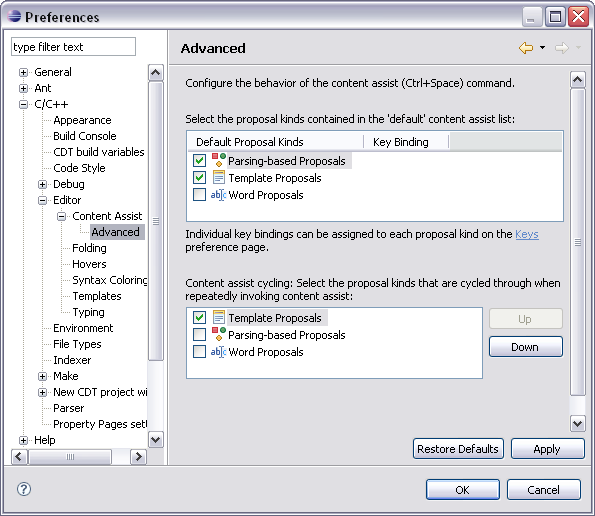 Preferences
type filter text
General
Ant
C/C++
Appearance
Build Console
CDT build variables
Code Style
Debug
Editor
Content Assist
Advanced
Folding
Hovers
Syntax Coloring
Templates
Typing
Environment
File Types
Indexer
Make
New CDT project wi
Parser
Property Pages sett
Help
Advanced
Configure the behavior of the content assist (Ctrl+Space) command.
Select the proposal kinds contained in the 'default' content assist list:
Default Proposal Kinds Key Binding
Parsing-based Proposals
Template Proposals
Word Proposals
Individual key bindings can be assigned to each proposal kind on the Keys
preference page.
Content assist cycling: Select the proposal kinds that are cycled through when
repeatedly invoking content assist:
Template Proposals
Parsing-based Proposals
Word Proposals
Up
Down
Restore Defaults Apply
OK Cancel